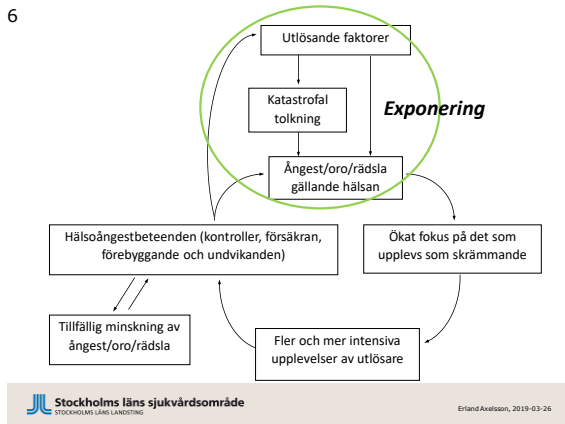 6
Utlösande faktorer
Katastrofal
tolkning
Exponering
Ångest/oro/rädsla
gällande hälsan
Hälsoångestbeteenden (kontroller, försäkran,
förebyggande och undvikanden)
Ökat fokus på det som
upplevs som skrämmande
Tillfällig minskning av
ångest/oro/rädsla
Fler och mer intensiva
upplevelser av utlösare
Stockholms läns sjukvårdsområde
STOCKHOLMS LÄNS LANDSTING
Erland Axelsson, 2019-03-26